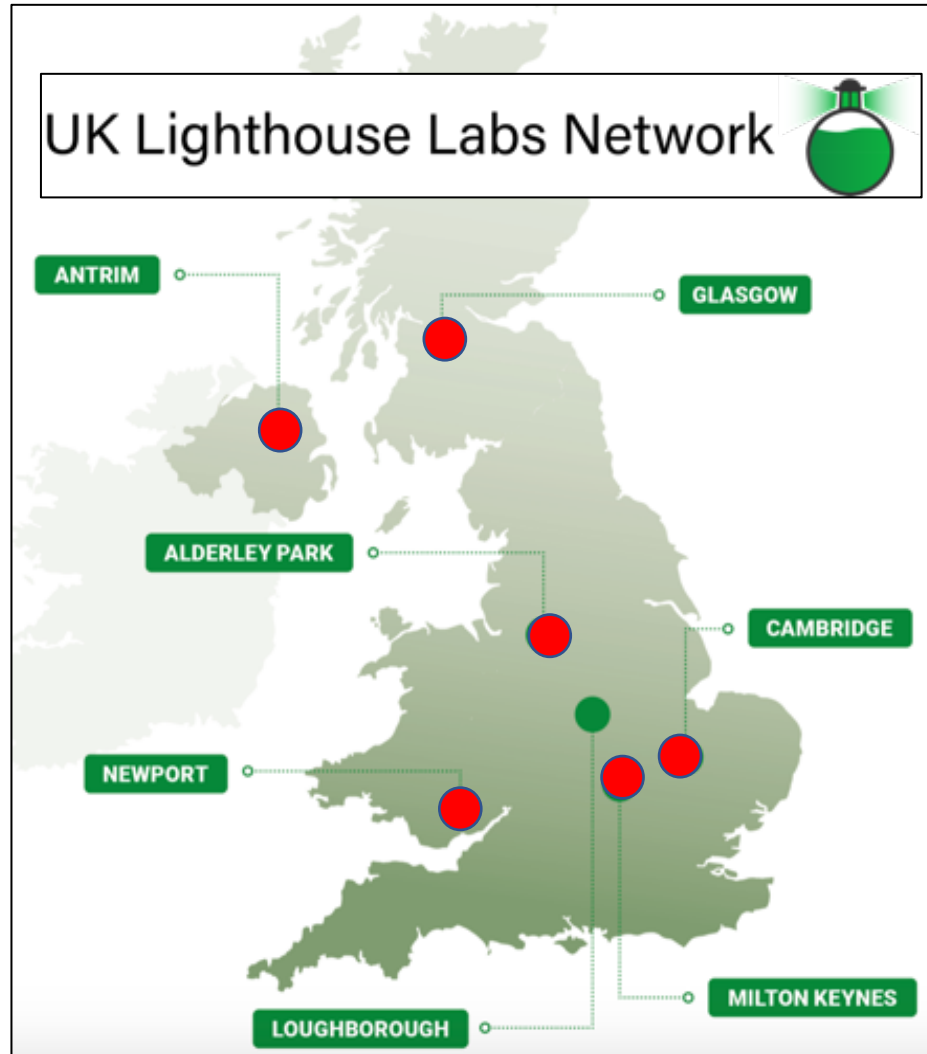 UK Lighthouse Labs Network
ANTRIM
GLASGOW
ALDERLEY PARK
CAMBRIDGE
NEWPORT
MILTON KEYNES
LOUGHBOROUGH